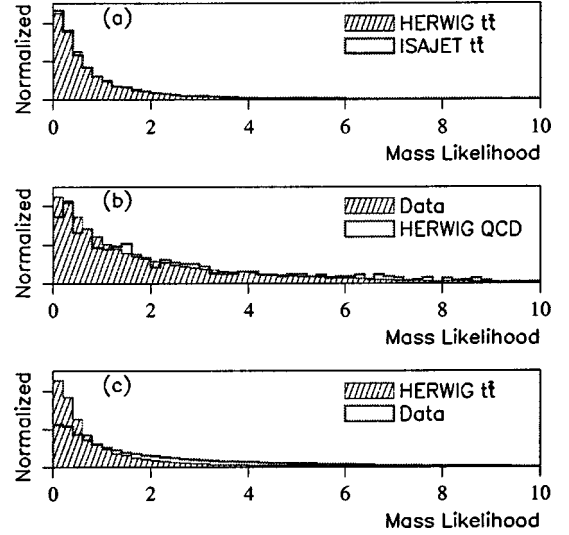 Normalized
(a)
HERWIG tt̄
ISAJET tt̄
0 2 4 6 8 10
Mass Likelihood
Normalized
(b)
Data
HERWIG QCD
0 2 4 6 8 10
Mass Likelihood
Normalized
(c)
HERWIG tt̄
Data
0 2 4 6 8 10
Mass Likelihood